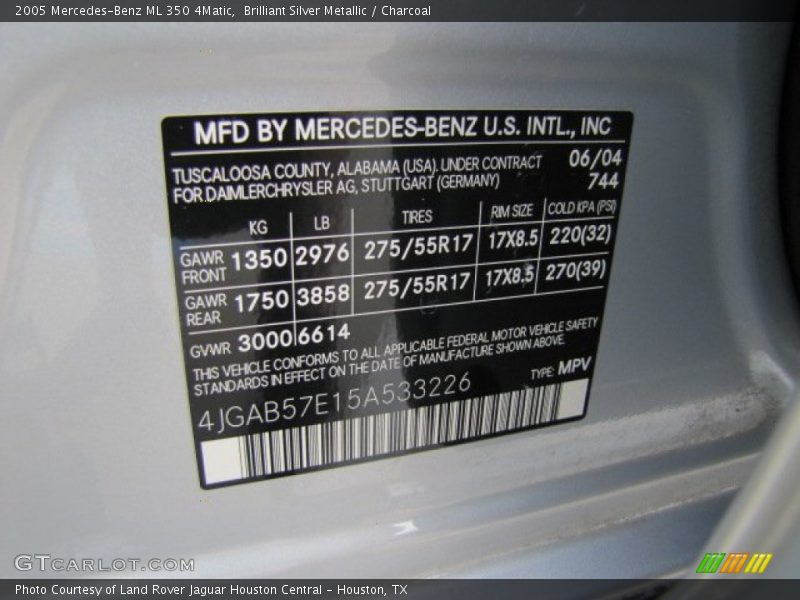 2005 Mercedes-Benz ML 350 4Matic,  Brilliant Silver Metallic / Charcoal
MFD BY MERCEDES-BENZ U.S. INTL., INC
TUSCALOOSA COUNTY, ALABAMA (USA). UNDER CONTRACT 06/04
FOR DAIMLERCHRYSLER AG, STUTTGART (GERMANY) 744
KG LB TIRES RIM SIZE COLD KPA (PSI)
GAWR FRONT 1350 2976 275/55R17 17X8.5 220(32)
GAWR REAR 1750 3858 275/55R17 17X8.5 270(39)
GVWR 3000 6614
THIS VEHICLE CONFORMS TO ALL APPLICABLE FEDERAL MOTOR VEHICLE SAFETY
STANDARDS IN EFFECT ON THE DATE OF MANUFACTURE SHOWN ABOVE.
TYPE: MPV
4JGAB57E15A533226
GTCARLOT.COM
Photo Courtesy of Land Rover Jaguar Houston Central - Houston, TX